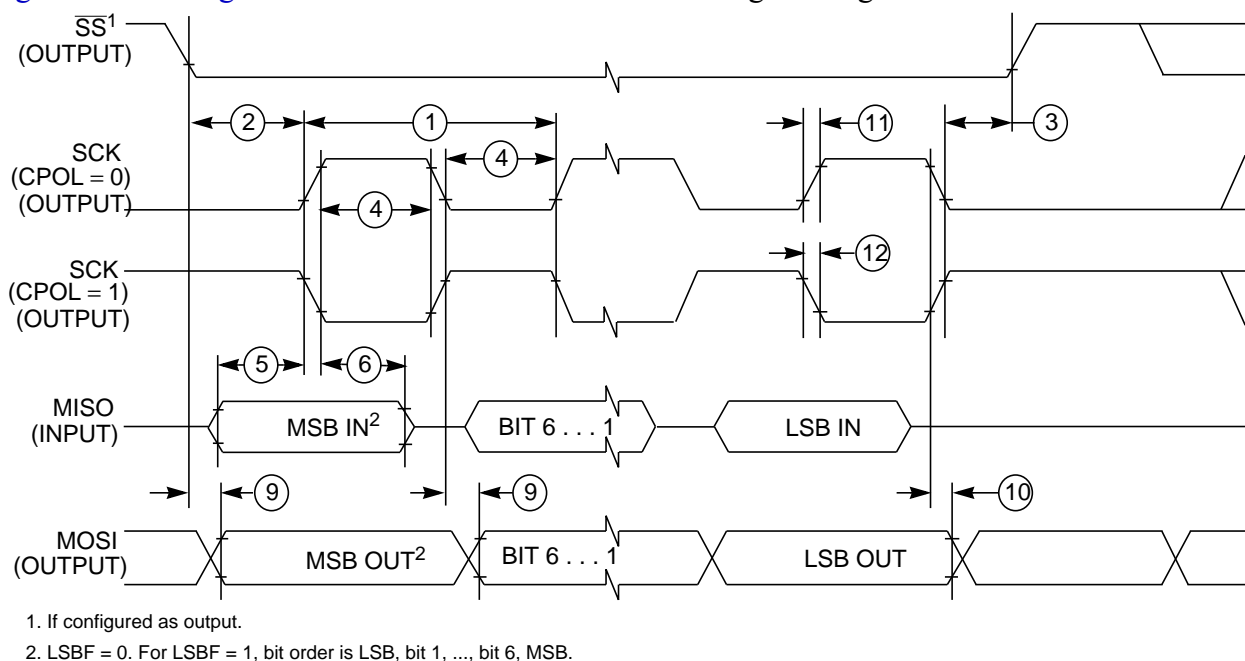 SS1
(OUTPUT)
2
1
11
3
SCK
(CPOL = 0)
(OUTPUT)
4
4
SCK
(CPOL = 1)
(OUTPUT)
12
5
6
MISO
(INPUT)
MSB IN2
BIT 6 . . . 1
LSB IN
9
9
10
MOSI
(OUTPUT)
MSB OUT2
BIT 6 . . . 1
LSB OUT
1. If configured as output.
2. LSBF = 0. For LSBF = 1, bit order is LSB, bit 1, ..., bit 6, MSB.